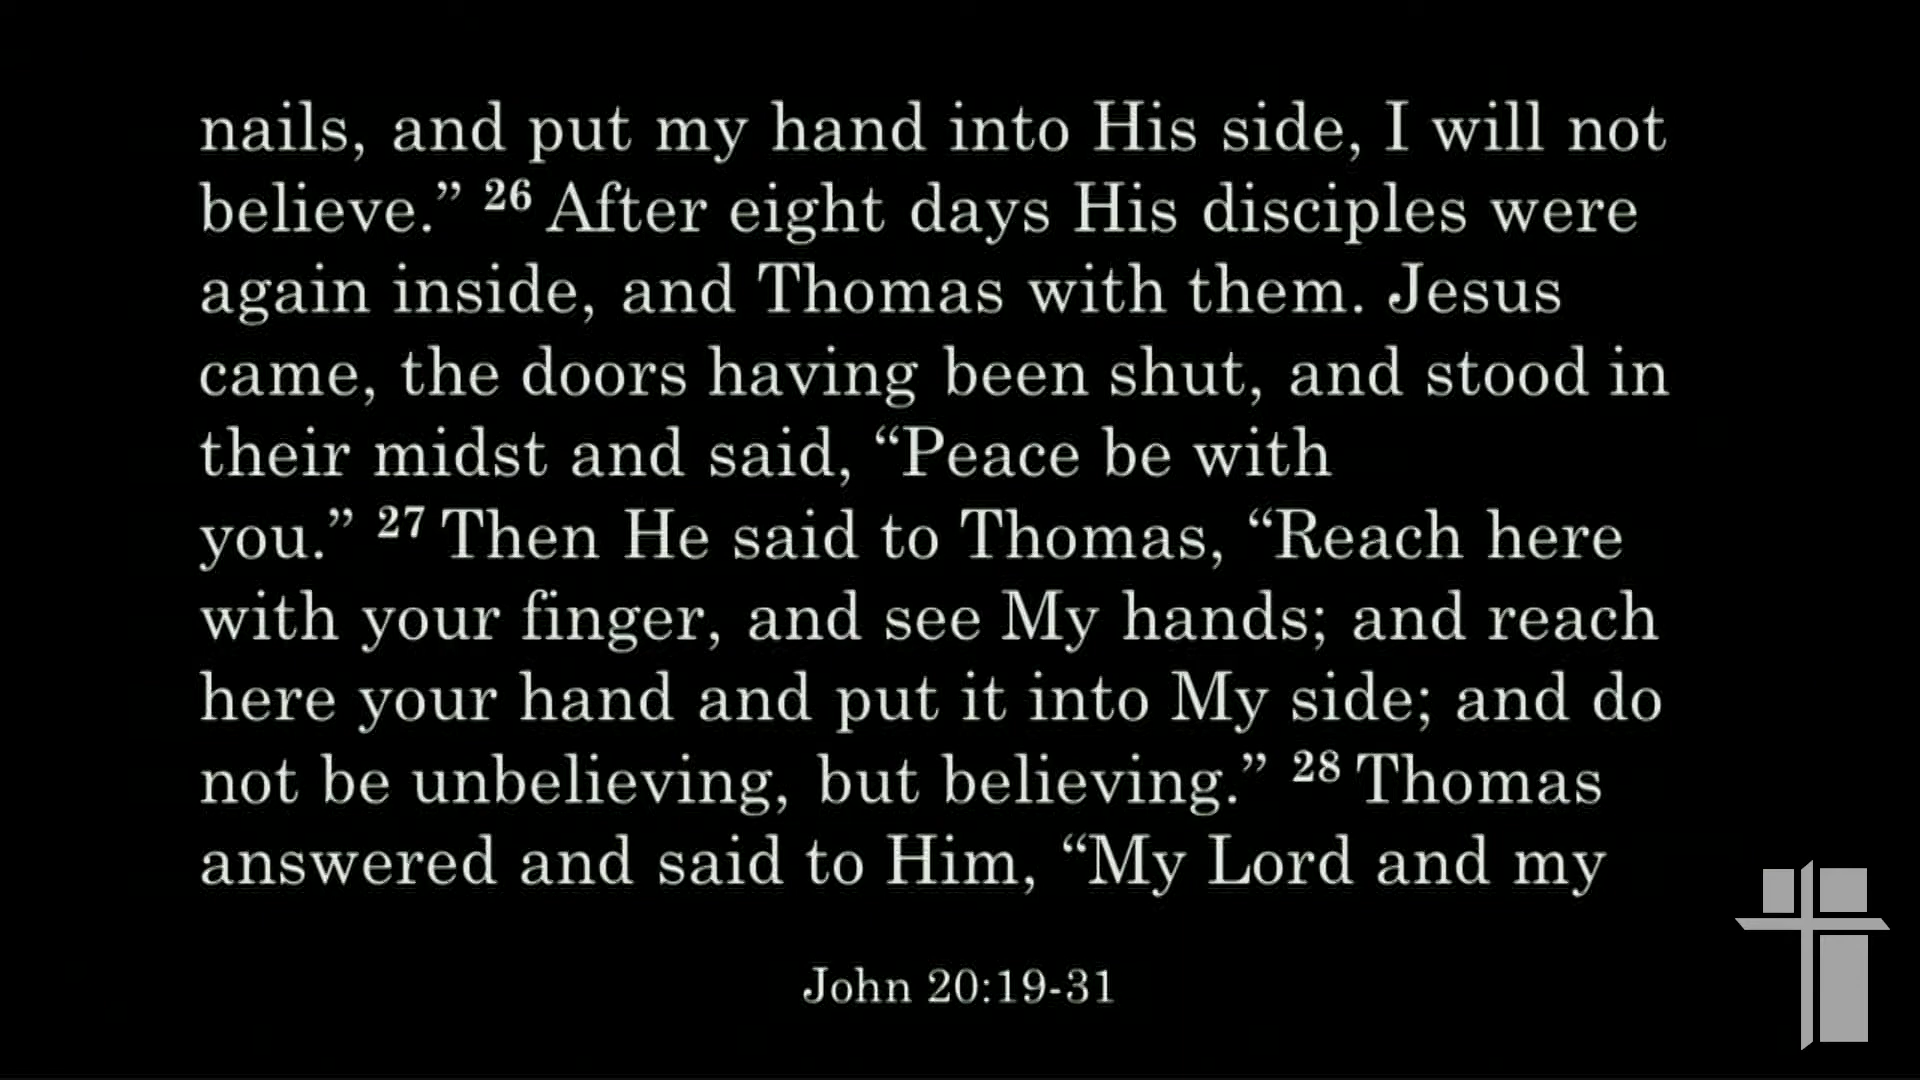 nails, and put my hand into His side, I will not
believe.” 26 After eight days His disciples were
again inside, and Thomas with them. Jesus
came, the doors having been shut, and stood in
their midst and said, “Peace be with
you.” 27 Then He said to Thomas, “Reach here
with your finger, and see My hands; and reach
here your hand and put it into My side; and do
not be unbelieving, but believing.” 28 Thomas
answered and said to Him, “My Lord and my
John 20:19-31